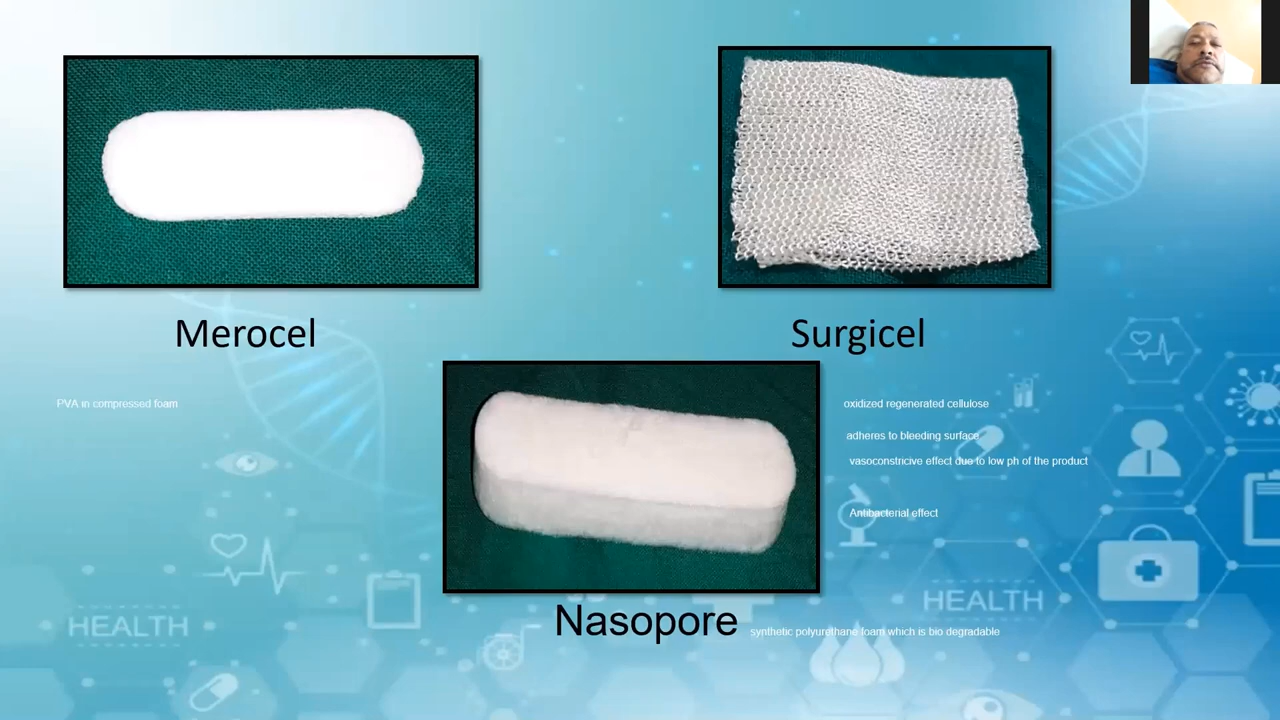 Merocel
Surgicel
PVA in compressed foam
oxidized regenerated cellulose
adheres to bleeding surface
vasoconstricive effect due to low ph of the product
Antibacterial effect
HEALTH
HEALTH
Nasopore
synthetic polyurethane foam which is bio degradable